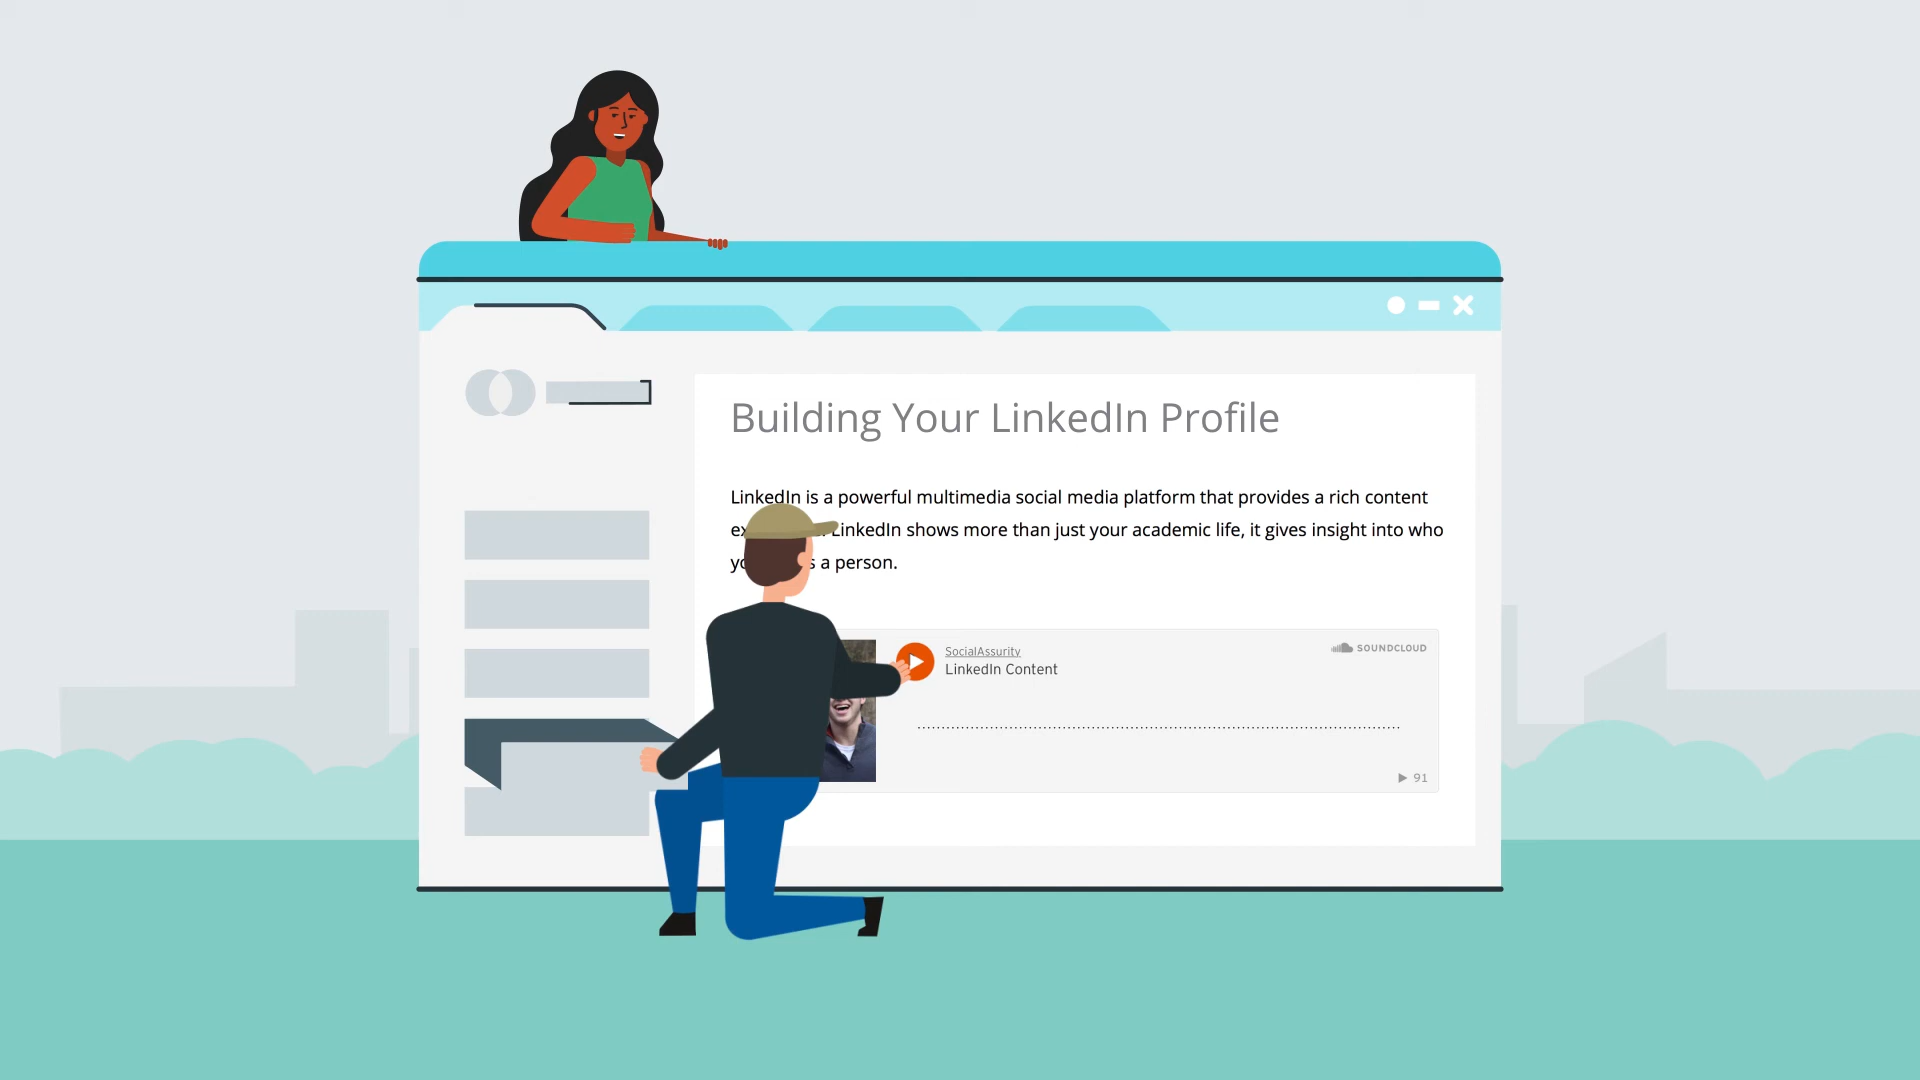 Building Your LinkedIn Profile
LinkedIn is a powerful multimedia social media platform that provides a rich content
LinkedIn shows more than just your academic life, it gives insight into who
a person.
SocialAssurity
SOUNDCLOUD
LinkedIn Content
91